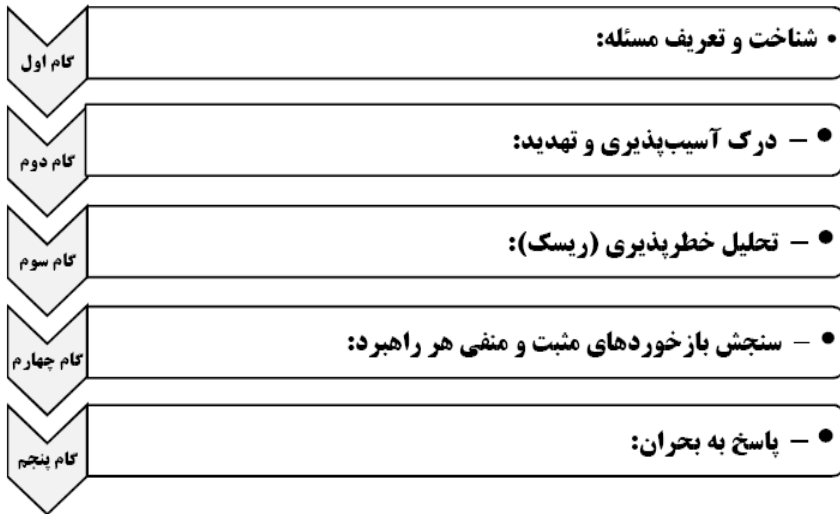 گام اول
• شناخت و تعریف مسئله:
گام دوم
• – درک آسیب‌پذیری و تهدید:
گام سوم
• – تحلیل خطرپذیری (ریسک):
گام چهارم
• – سنجش بازخوردهای مثبت و منفی هر راهبرد:
گام پنجم
• – پاسخ به بحران: